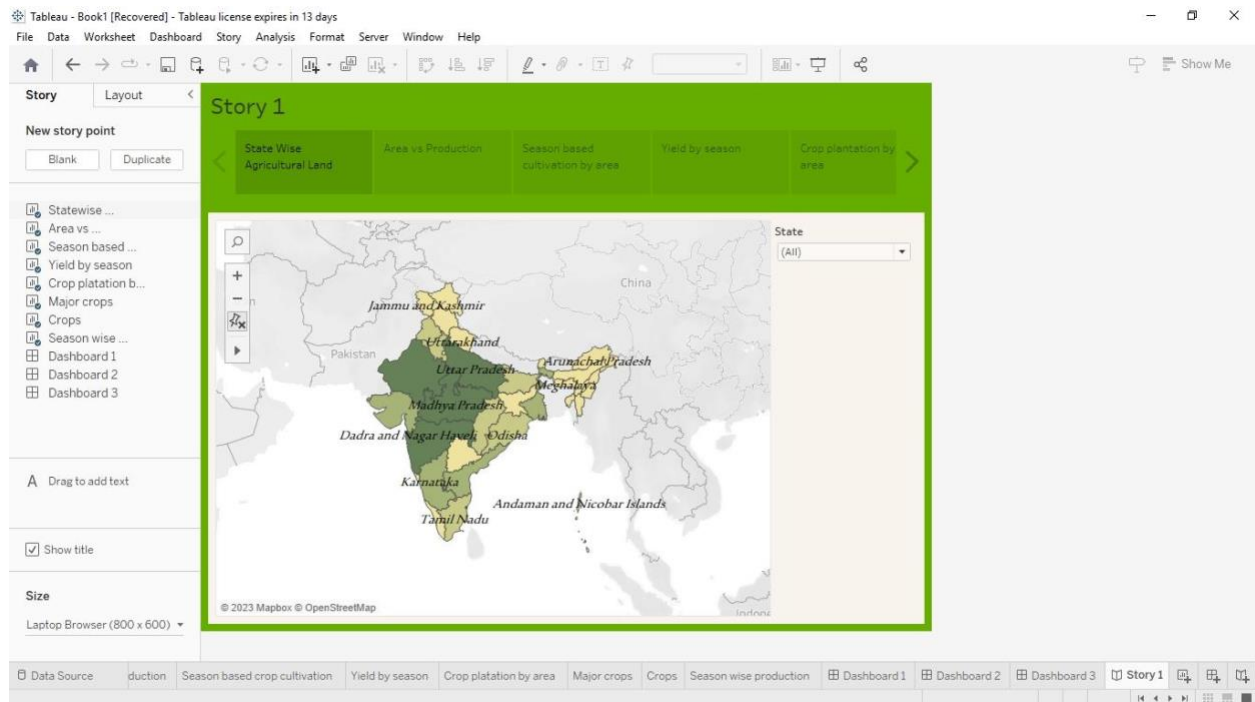 Tableau - Book1 [Recovered] - Tableau license expires in 13 days
File Data Worksheet Dashboard Story Analysis Format Server Window Help
Show Me
Story Layout
New story point
Blank Duplicate
Statewise ...
Area vs ...
Season based ...
Yield by season
Crop platation b...
Major crops
Crops
Season wise ...
Dashboard 1
Dashboard 2
Dashboard 3
A Drag to add text
Show title
Size
Laptop Browser (800 x 600)
Story 1
State Wise
Agricultural Land
Area vs Production
Season based
cultivation by area
Yield by season
Crop plantation by
area
State
(All)
China
Jammu and Kashmir
Pakistan
Uttarakhand
Arunachal Pradesh
Uttar Pradesh
Meghalaya
Madhya Pradesh
Dadra and Nagar Haveli
Odisha
Karnataka
Andaman and Nicobar Islands
Tamil Nadu
© 2023 Mapbox © OpenStreetMap
Indone
Data Source duction Season based crop cultivation Yield by season Crop platation by area Major crops Crops Season wise production Dashboard 1 Dashboard 2 Dashboard 3 Story 1